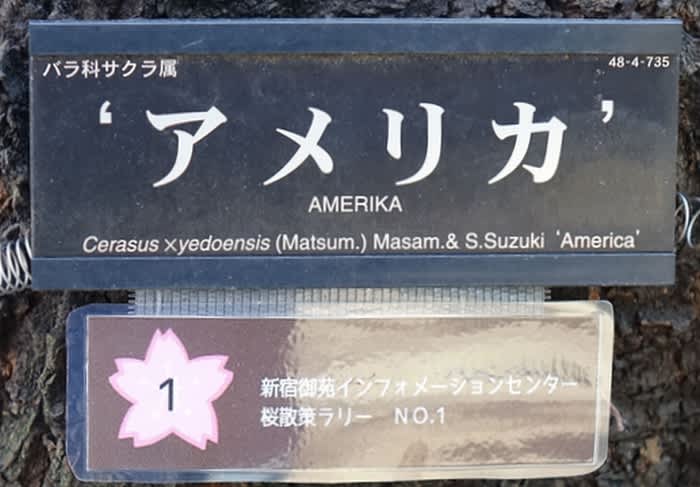 バラ科サクラ属
48-4-735
‘アメリカ’
AMERIKA
Cerasus ×yedoensis (Matsum.) Masam.& S.Suzuki ‘America’
1
新宿御苑インフォメーションセンター
桜散策ラリー NO.1